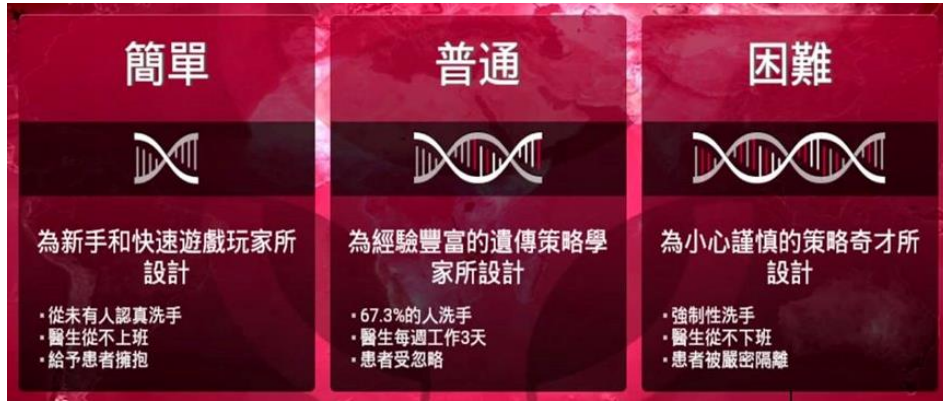 簡單
為新手和快速遊戲玩家所
設計
▪從未有人認真洗手
▪醫生從不上班
▪給予患者擁抱
普通
為經驗豐富的遺傳策略學
家所設計
▪67.3%的人洗手
▪醫生每週工作3天
▪患者受忽略
困難
為小心謹慎的策略奇才所
設計
▪強制性洗手
▪醫生從不下班
▪患者被嚴密隔離